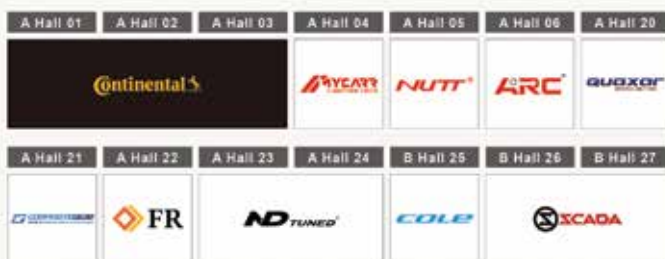 A Hall 01 A Hall 02 A Hall 03 A Hall 04 A Hall 05 A Hall 06 A Hall 20
Continental MYCARR NUTT ARC QUAXAR
A Hall 21 A Hall 22 A Hall 23 A Hall 24 B Hall 25 B Hall 26 B Hall 27
FR ND TUNED COLE SCADA